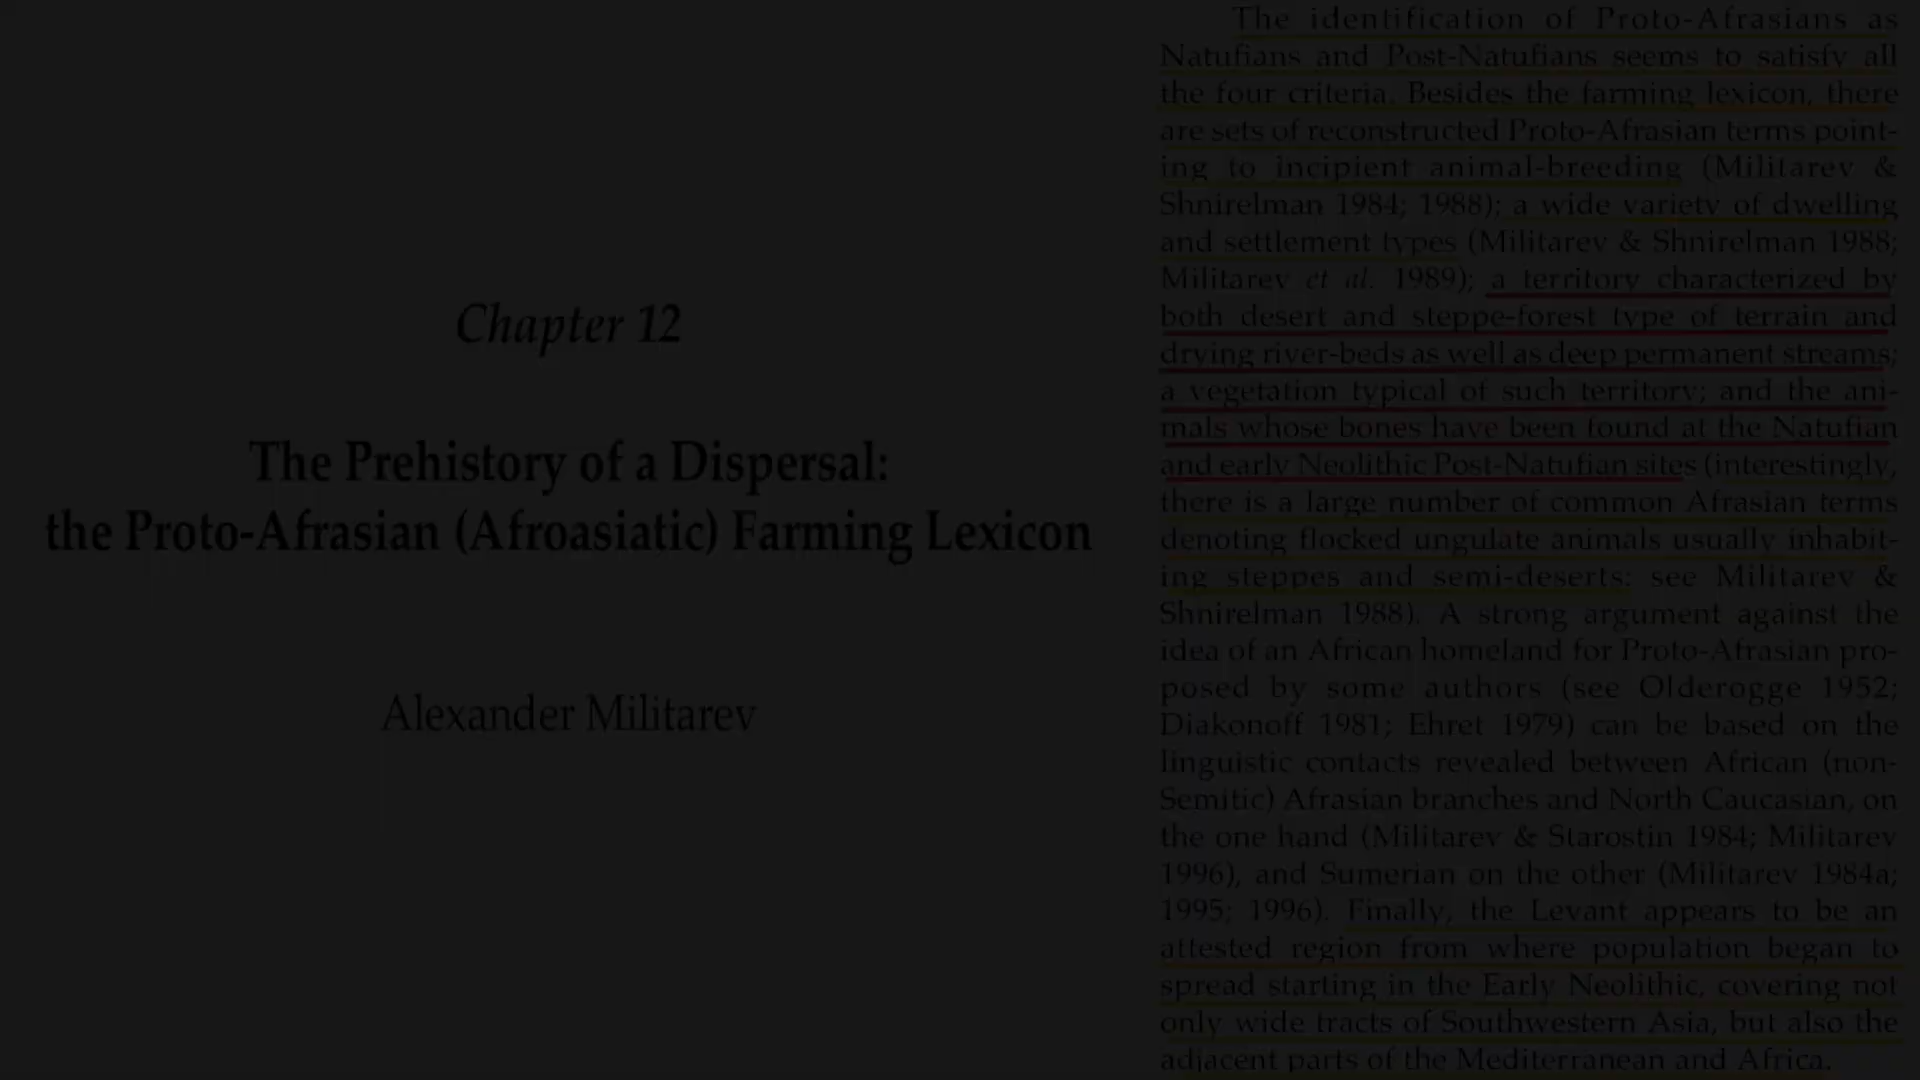 Chapter 12
The Prehistory of a Dispersal:
the Proto-Afrasian (Afroasiatic) Farming Lexicon
Alexander Militarev
The identification of Proto-Afrasians as
Natufians and Post-Natufians seems to satisfy all
the four criteria. Besides the farming lexicon, there
are sets of reconstructed Proto-Afrasian terms point-
ing to incipient animal-breeding (Militarev &
Shnirelman 1984; 1988); a wide variety of dwelling
and settlement types (Militarev & Shnirelman 1988;
Militarev et al. 1989); a territory characterized by
both desert and steppe-forest type of terrain and
drying river-beds as well as deep permanent streams;
a vegetation typical of such territory; and the ani-
mals whose bones have been found at the Natufian
and early Neolithic Post-Natufian sites (interestingly,
there is a large number of common Afrasian terms
denoting flocked ungulate animals usually inhabit-
ing steppes and semi-deserts: see Militarev &
Shnirelman 1988). A strong argument against the
idea of an African homeland for Proto-Afrasian pro-
posed by some authors (see Olderogge 1952;
Diakonoff 1981; Ehret 1979) can be based on the
linguistic contacts revealed between African (non-
Semitic) Afrasian branches and North Caucasian, on
the one hand (Militarev & Starostin 1984; Militarev
1996), and Sumerian on the other (Militarev 1984a;
1995; 1996). Finally, the Levant appears to be an
attested region from where population began to
spread starting in the Early Neolithic, covering not
only wide tracts of Southwestern Asia, but also the
adjacent parts of the Mediterranean and Africa.